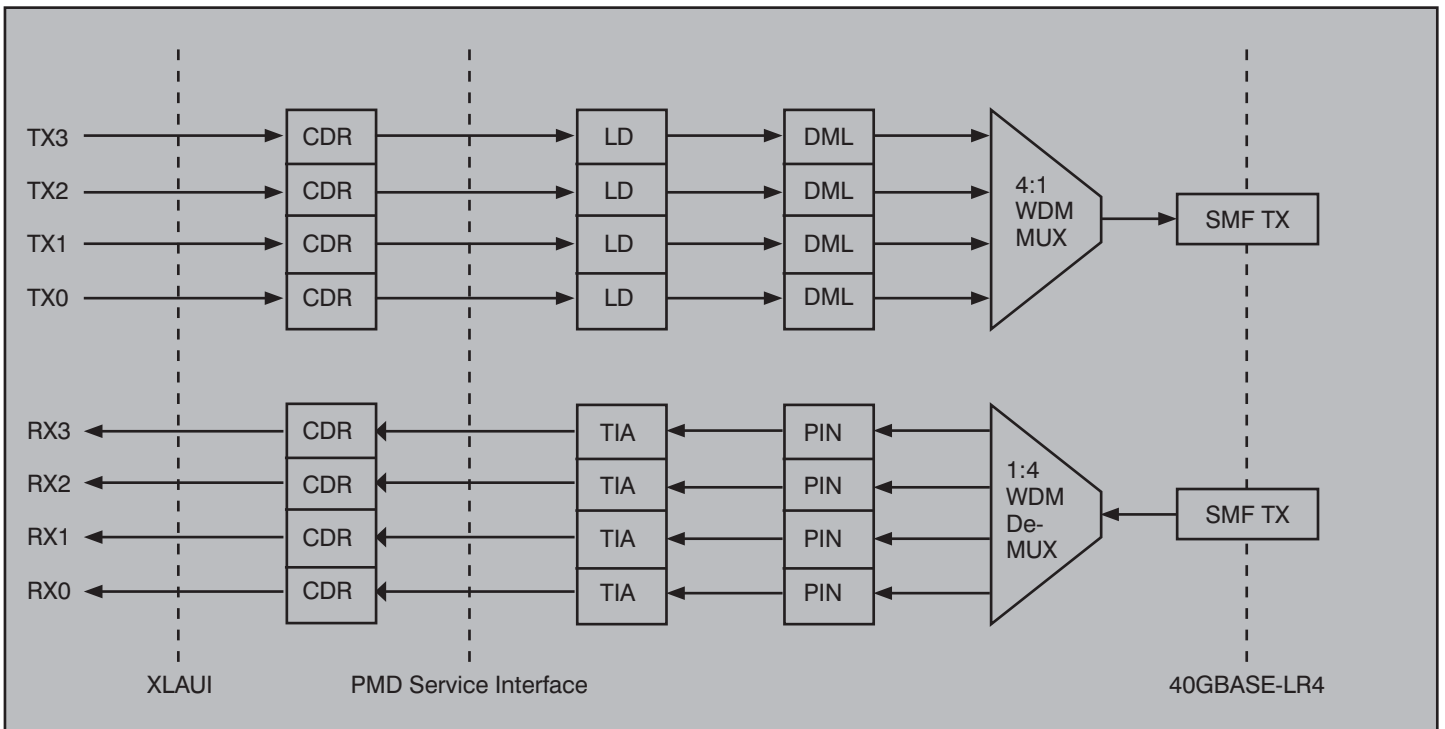 TX3 CDR LD DML
TX2 CDR LD DML
TX1 CDR LD DML
TX0 CDR LD DML
4:1
WDM
MUX
SMF TX
RX3 CDR TIA PIN
RX2 CDR TIA PIN
RX1 CDR TIA PIN
RX0 CDR TIA PIN
1:4
WDM
De-
MUX
SMF TX
XLAUI PMD Service Interface 40GBASE-LR4